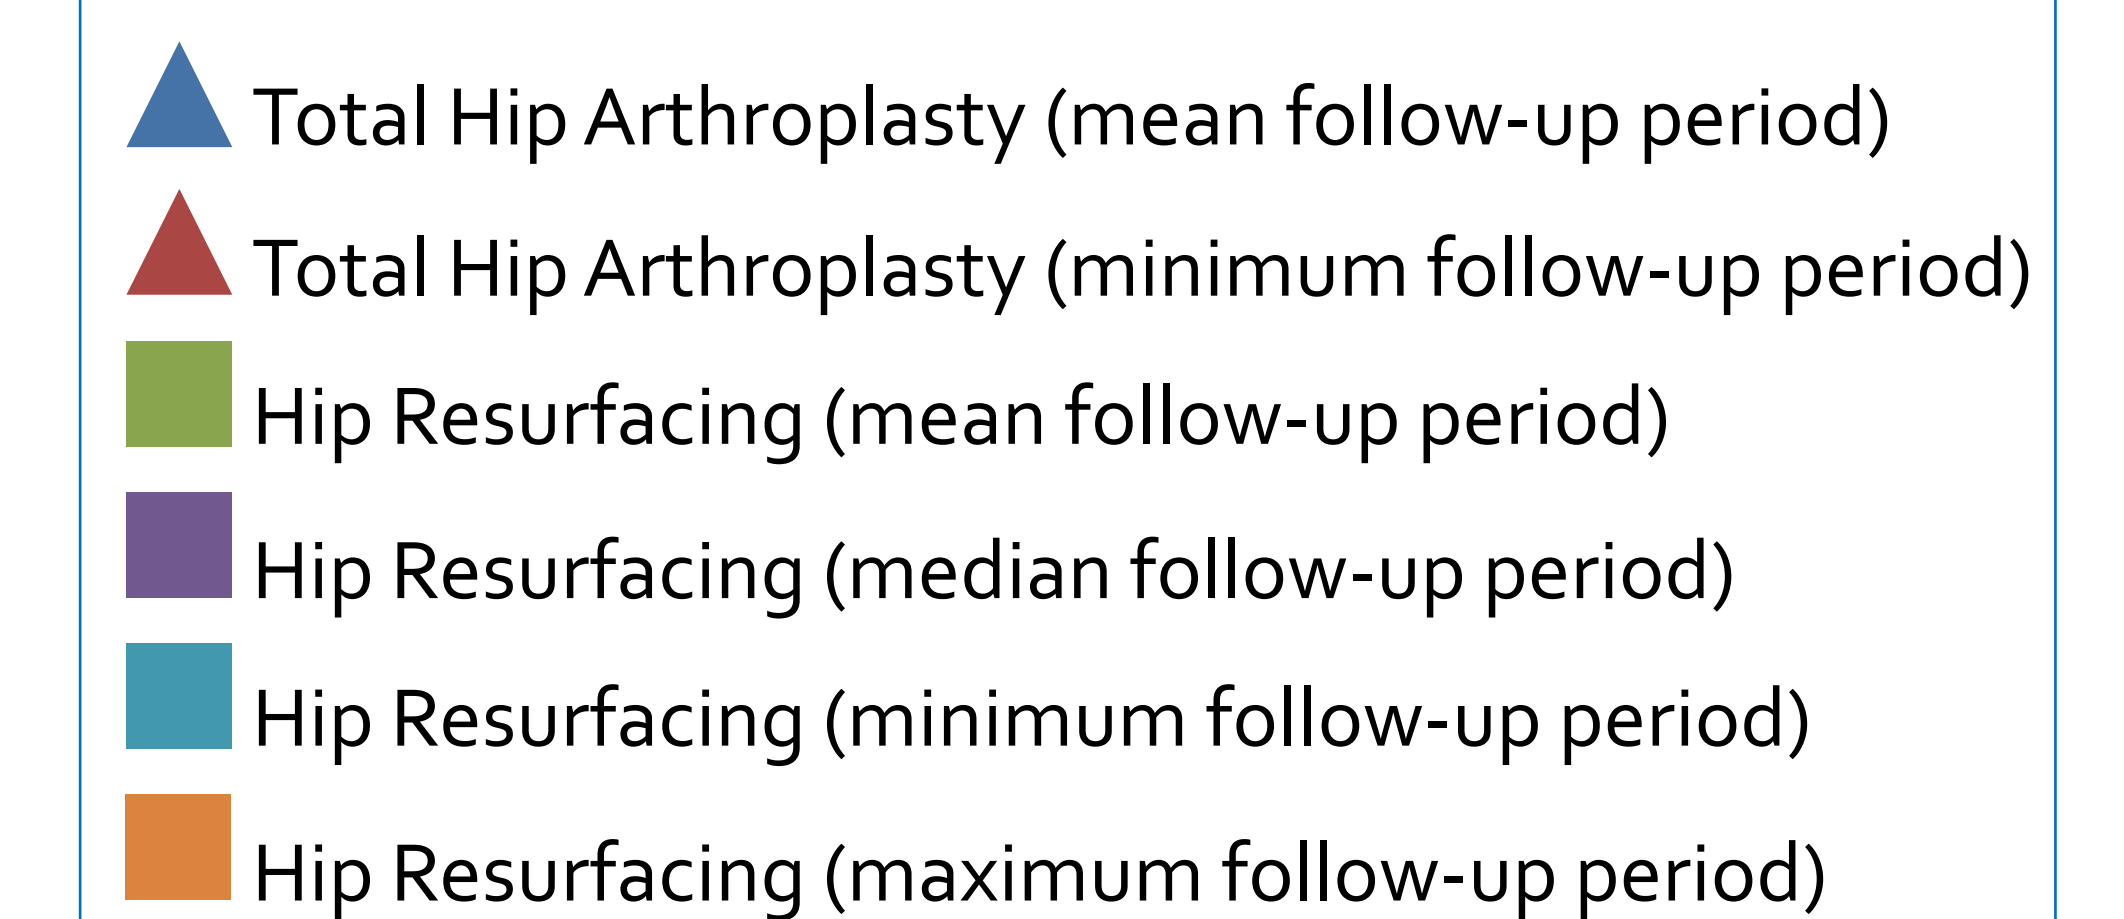 Total Hip Arthroplasty (mean follow-up period)
Total Hip Arthroplasty (minimum follow-up period)
Hip Resurfacing (mean follow-up period)
Hip Resurfacing (median follow-up period)
Hip Resurfacing (minimum follow-up period)
Hip Resurfacing (maximum follow-up period)